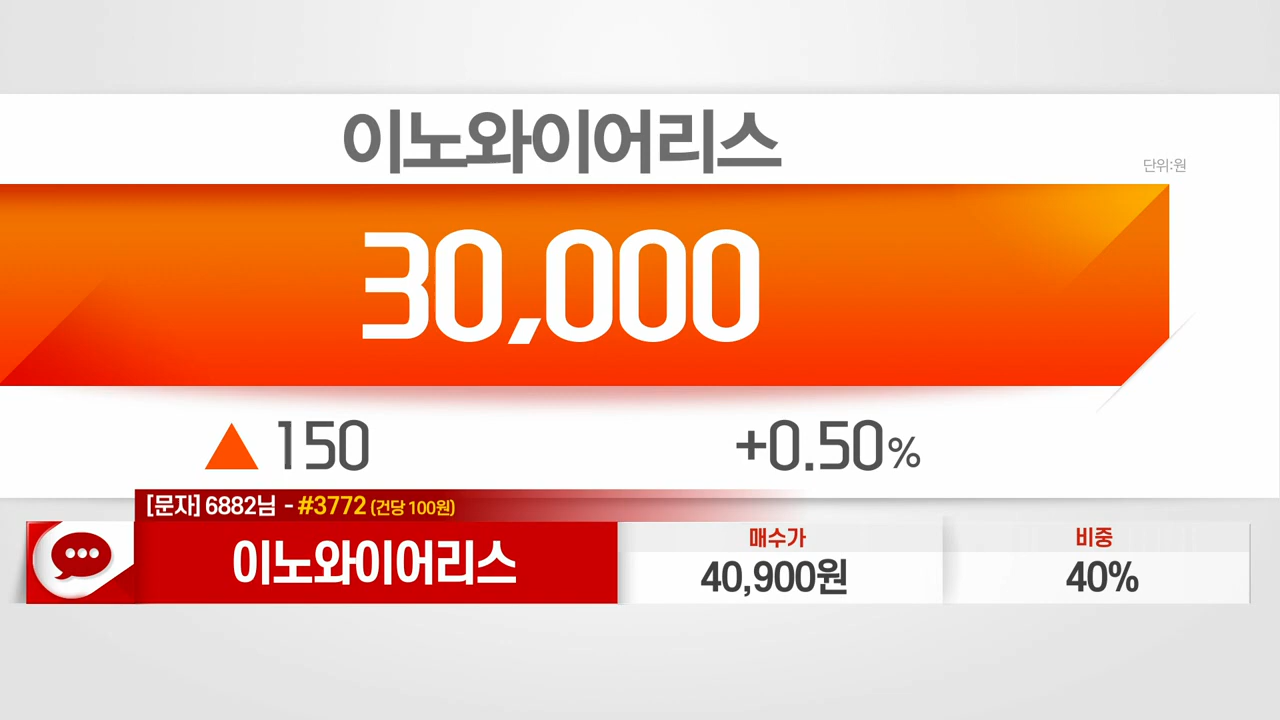 이노와이어리스
단위:원
30,000
▲ 150 +0.50%
[문자] 6882님 - #3772 (건당 100원)
이노와이어리스
매수가
40,900원
비중
40%